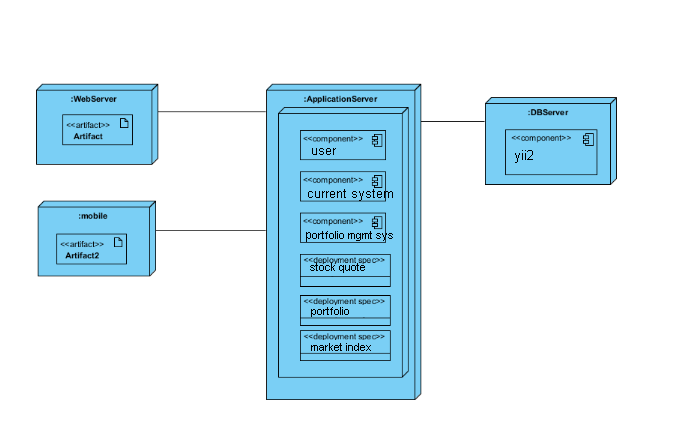 :WebServer
<<artifact>>
Artifact
:mobile
<<artifact>>
Artifact2
:ApplicationServer
<<component>>
user
<<component>>
current system
<<component>>
portfolio mgmt sys
<<deployment spec>>
stock quote
<<deployment spec>>
portfolio
<<deployment spec>>
market index
:DBServer
<<component>>
yii2